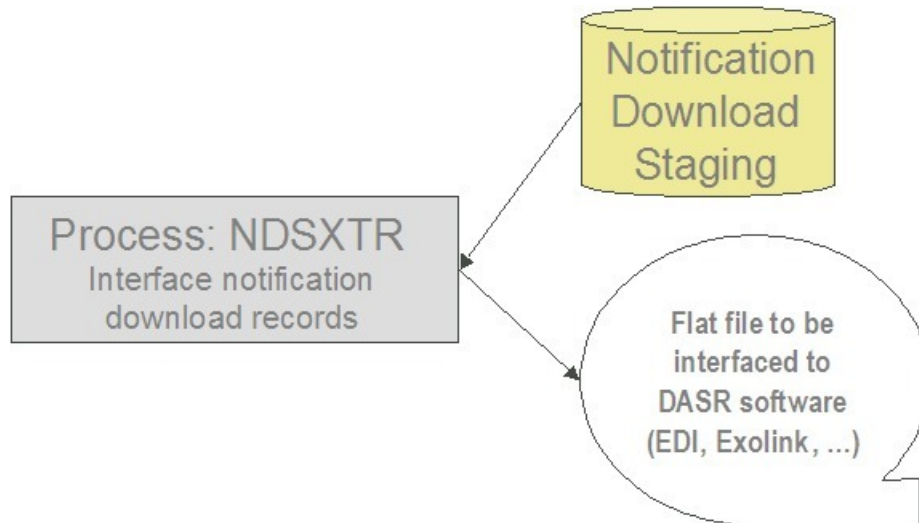 Notification
Download
Staging
Process: NDSXTR
Interface notification
download records
Flat file to be
interfaced to
DASR software
(EDI, Exolink, ...)